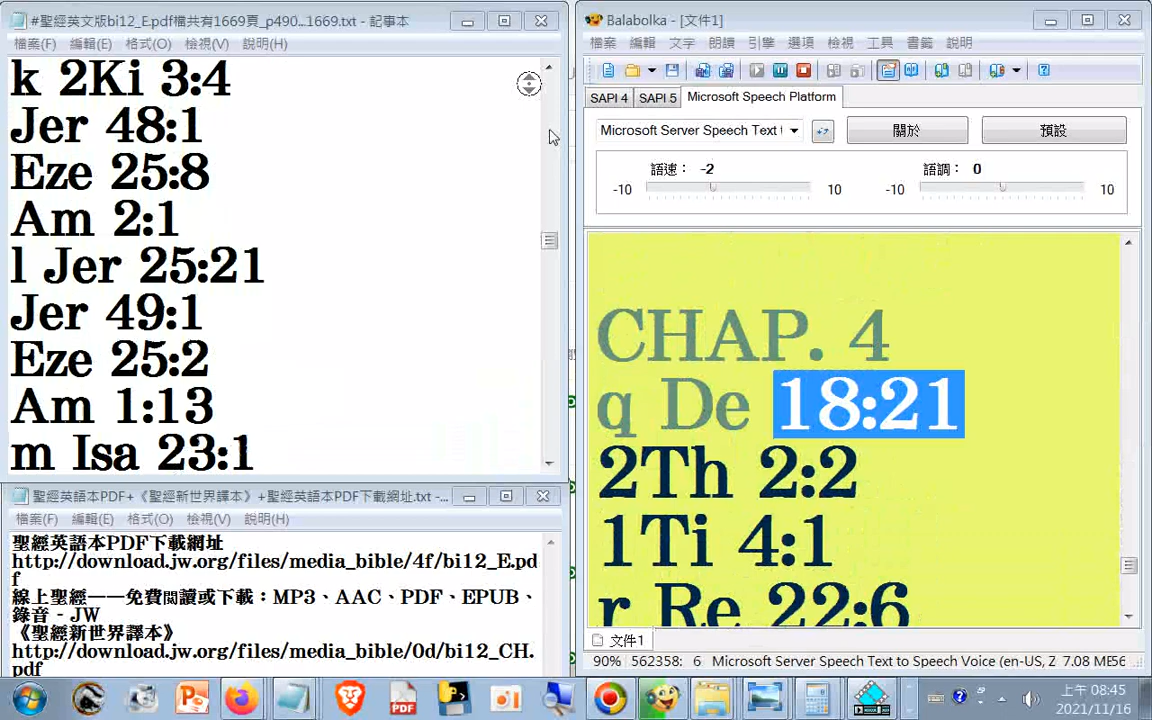 #聖經英文版bi12_E.pdf檔共有1669頁_p490...1669.txt - 記事本
檔案(F) 編輯(E) 格式(O) 檢視(V) 說明(H)
k 2Ki 3:4
Jer 48:1
Eze 25:8
Am 2:1
l Jer 25:21
Jer 49:1
Eze 25:2
Am 1:13
m Isa 23:1
聖經英語本PDF+《聖經新世界譯本》+聖經英語本PDF下載網址.txt -...
檔案(F) 編輯(E) 格式(O) 檢視(V) 說明(H)
聖經英語本PDF下載網址
http://download.jw.org/files/media_bible/4f/bi12_E.pd
f
線上聖經——免費閱讀或下載：MP3、AAC、PDF、EPUB、
錄音 - JW
《聖經新世界譯本》
http://download.jw.org/files/media_bible/0d/bi12_CH.
pdf
Balabolka - [文件1]
檔案 編輯 文字 朗讀 引擎 選項 檢視 工具 書籤 說明
SAPI 4 SAPI 5 Microsoft Speech Platform
Microsoft Server Speech Text 關於 預設
語速： -2 語調： 0
-10 10 -10 10
CHAP. 4
q De 18:21
2Th 2:2
1Ti 4:1
r Re 22:6
文件1
90% 562358: 6 Microsoft Server Speech Text to Speech Voice (en-US, Z 7.08 ME56
PDF
上午 08:45
2021/11/16